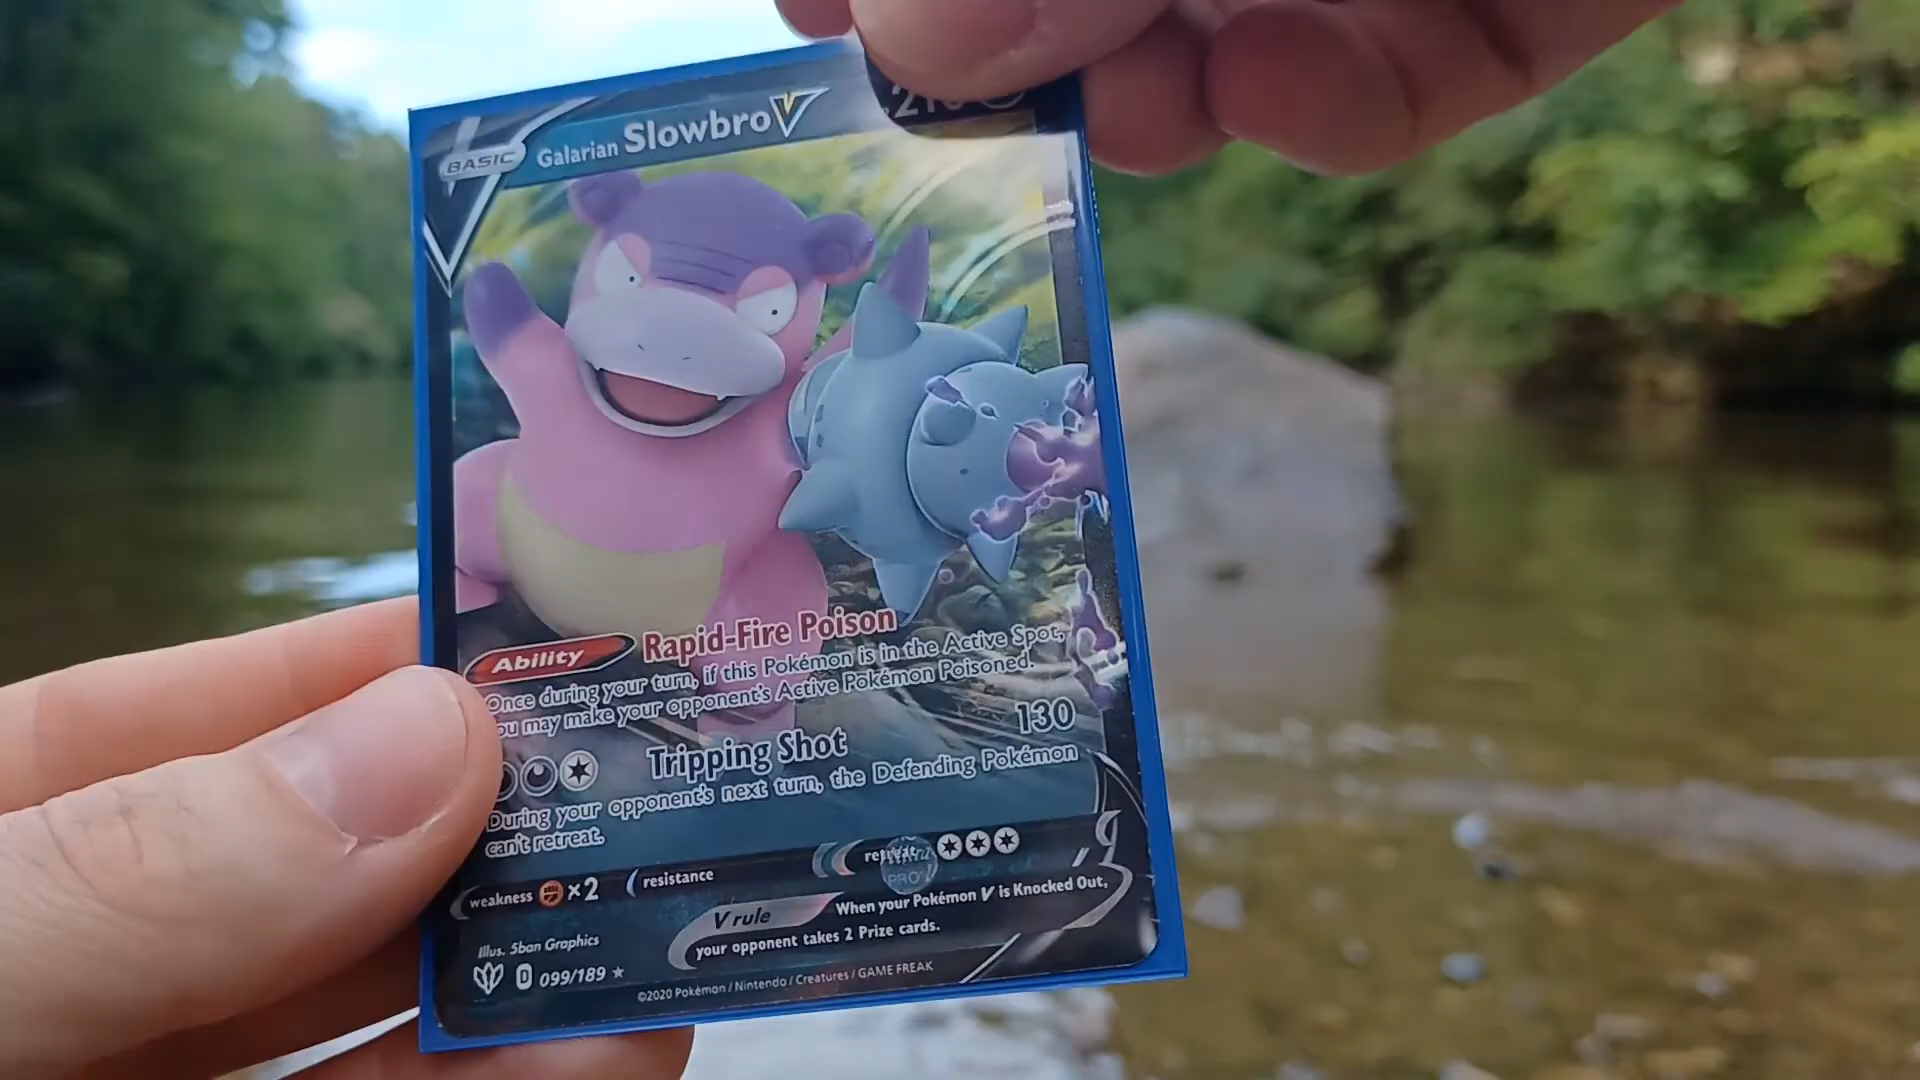 BASIC
Galarian Slowbro V
Ability Rapid-Fire Poison
Once during your turn, if this Pokémon is in the Active Spot,
you may make your opponent's Active Pokémon Poisoned.
Tripping Shot 130
During your opponent's next turn, the Defending Pokémon
can't retreat.
weakness ×2 resistance retreat
V rule When your Pokémon V is Knocked Out,
your opponent takes 2 Prize cards.
Illus. 5ban Graphics
D 099/189
©2020 Pokémon / Nintendo / Creatures / GAME FREAK
PRO